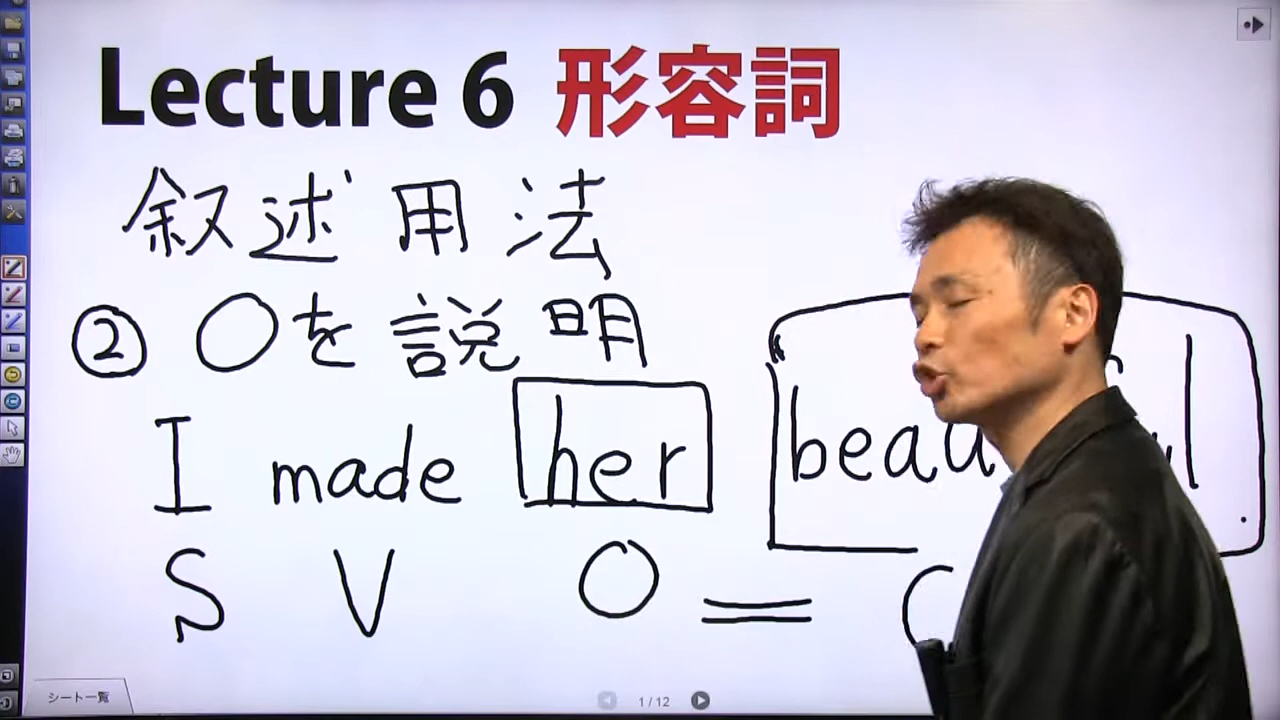 Lecture 6 形容詞
叙述用法
② Oを説明
I made her
S V O =
シート一覧
1 / 12